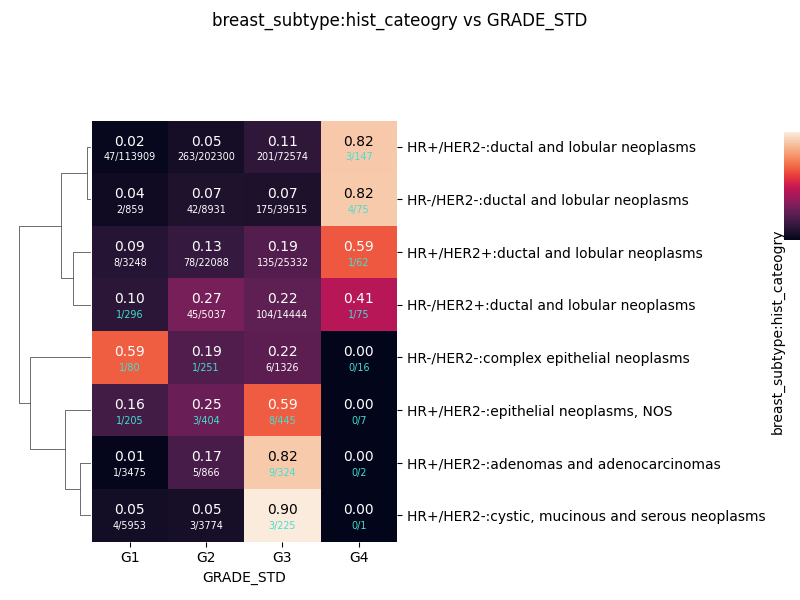 breast_subtype:hist_cateogry vs GRADE_STD
0.02 0.05 0.11 0.82 HR+/HER2-:ductal and lobular neoplasms
47/113909 263/202300 201/72574 3/147
0.04 0.07 0.07 0.82 HR-/HER2-:ductal and lobular neoplasms
2/859 42/8931 175/39515 4/75
0.09 0.13 0.19 0.59 HR+/HER2+:ductal and lobular neoplasms
8/3248 78/22088 135/25332 1/62
0.10 0.27 0.22 0.41 HR-/HER2+:ductal and lobular neoplasms
1/296 45/5037 104/14444 1/75
0.59 0.19 0.22 0.00 HR-/HER2-:complex epithelial neoplasms
1/80 1/251 6/1326 0/16
0.16 0.25 0.59 0.00 HR+/HER2-:epithelial neoplasms, NOS
1/205 3/404 8/445 0/7
0.01 0.17 0.82 0.00 HR+/HER2-:adenomas and adenocarcinomas
1/3475 5/866 9/324 0/2
0.05 0.05 0.90 0.00 HR+/HER2-:cystic, mucinous and serous neoplasms
4/5953 3/3774 3/225 0/1
G1 G2 G3 G4
GRADE_STD
breast_subtype:hist_cateogry